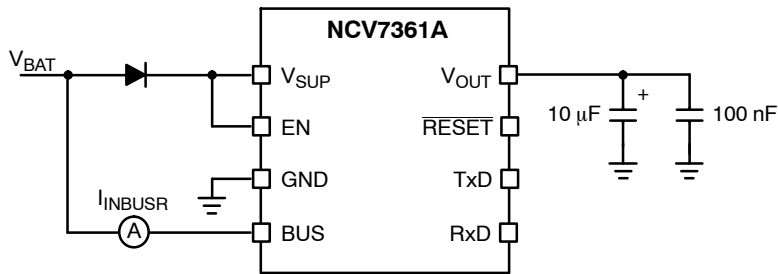 NCV7361A
V_BAT
V_SUP
V_OUT
EN
RESET
10 μF
+
100 nF
GND
TxD
I_INBUSR
A
BUS
RxD